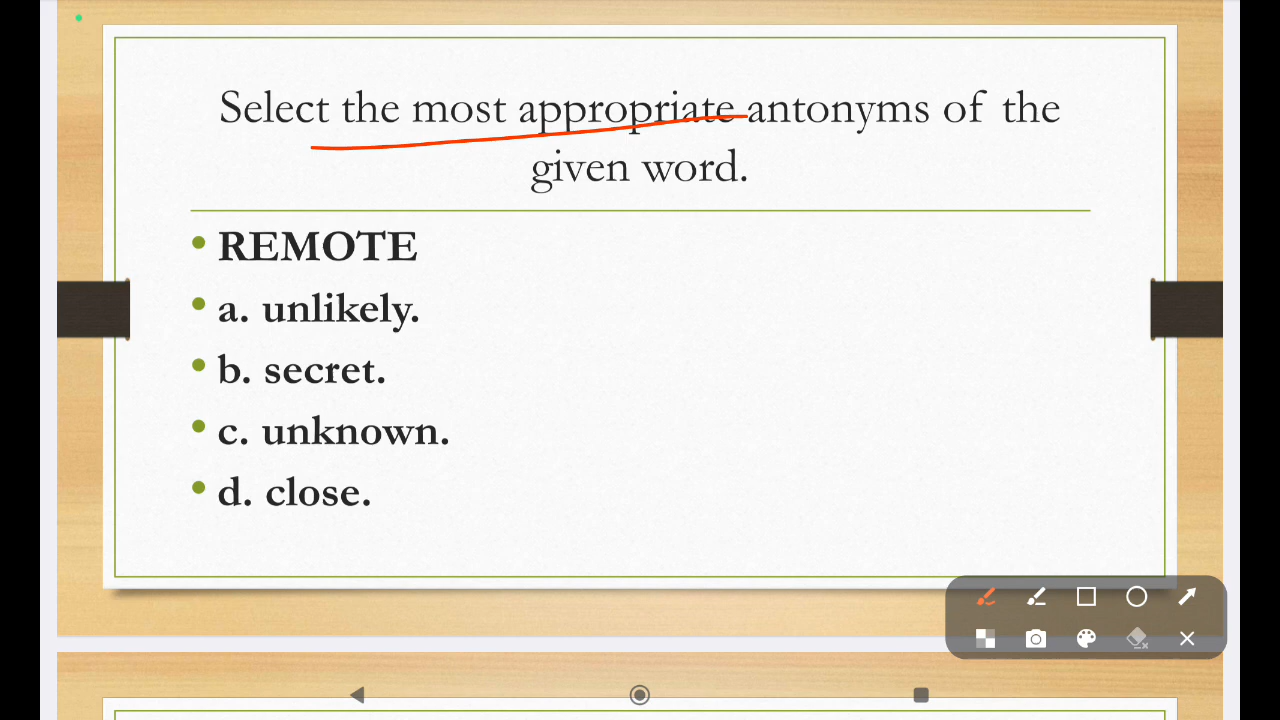 Select the most appropriate antonyms of the
given word.
REMOTE
a. unlikely.
b. secret.
c. unknown.
d. close.